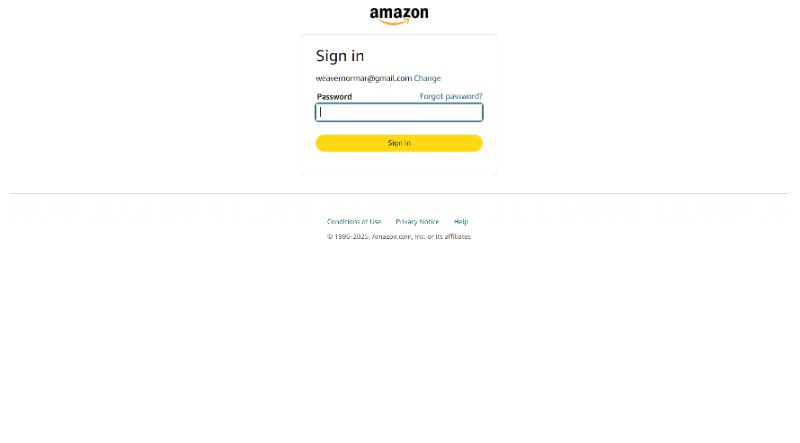 amazon
Sign in
weavernormar@gmail.com Change
Password Forgot password?
Sign in
Conditions of Use Privacy Notice Help
© 1996-2025, Amazon.com, Inc. or its affiliates